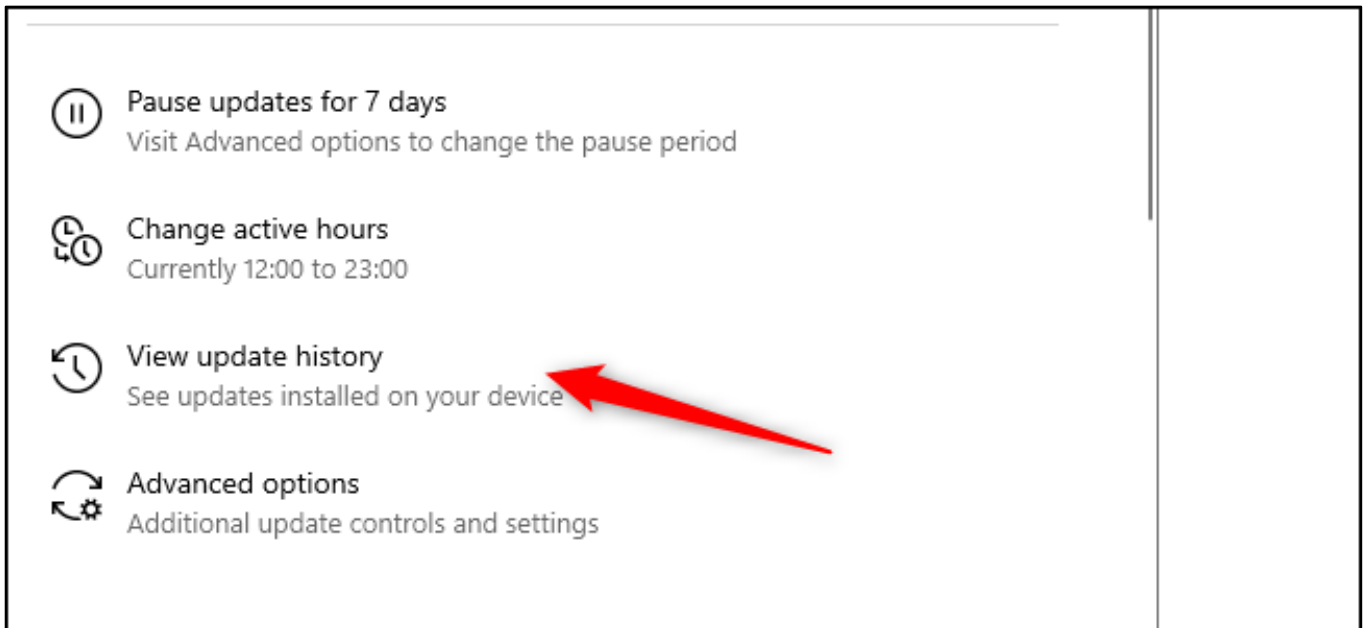 Pause updates for 7 days
Visit Advanced options to change the pause period
Change active hours
Currently 12:00 to 23:00
View update history
See updates installed on your device
Advanced options
Additional update controls and settings